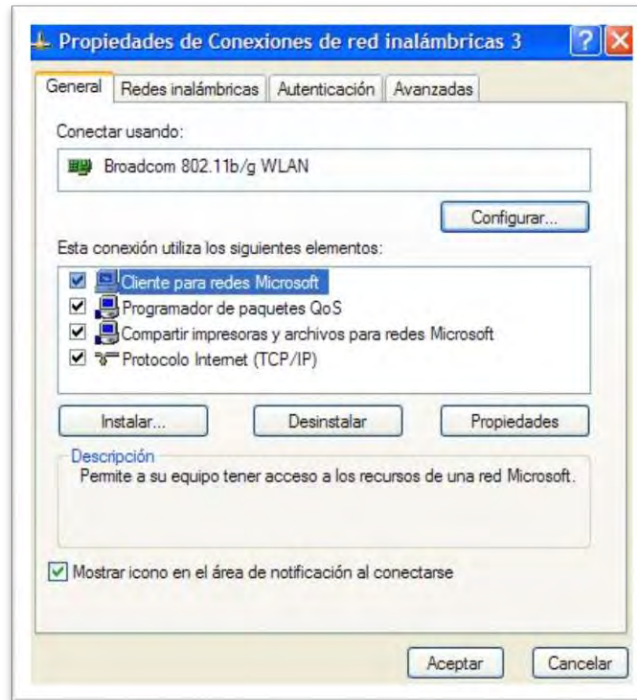 Propiedades de Conexiones de red inalámbricas 3
General Redes inalámbricas Autenticación Avanzadas
Conectar usando:
Broadcom 802.11b/g WLAN
Configurar...
Esta conexión utiliza los siguientes elementos:
Cliente para redes Microsoft
Programador de paquetes QoS
Compartir impresoras y archivos para redes Microsoft
Protocolo Internet (TCP/IP)
Instalar... Desinstalar Propiedades
Descripción
Permite a su equipo tener acceso a los recursos de una red Microsoft.
Mostrar icono en el área de notificación al conectarse
Aceptar Cancelar